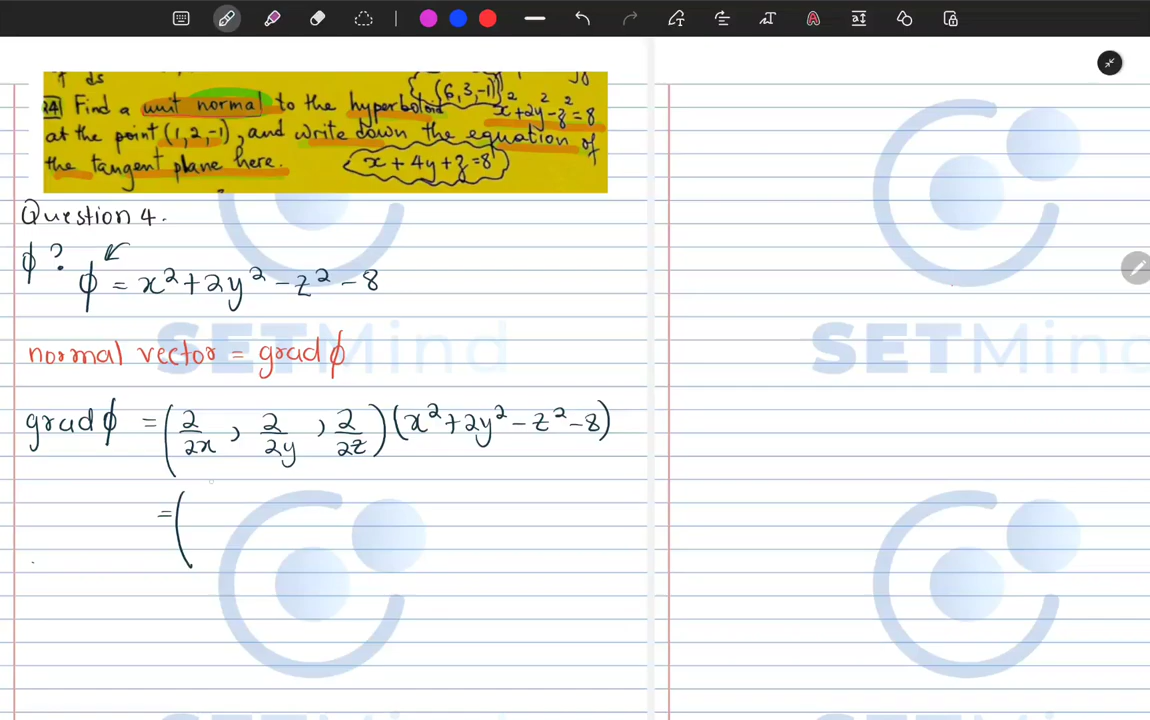 ds
24 Find a unit normal to the hyperboloid x²+2y²-z²=8
(6,3,-1)
at the point (1,2,-1), and write down the equation of
the tangent plane here. x+4y+z=8
Question 4.
ϕ? ϕ = x²+2y²-z²-8
normal vector = grad ϕ
grad ϕ = (∂/∂x, ∂/∂y, ∂/∂z)(x²+2y²-z²-8)
= (
SETMind
SETMind